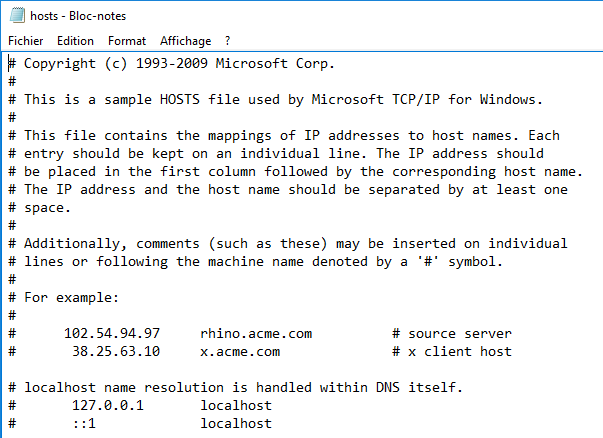 hosts - Bloc-notes
Fichier Edition Format Affichage ?
# Copyright (c) 1993-2009 Microsoft Corp.
#
# This is a sample HOSTS file used by Microsoft TCP/IP for Windows.
#
# This file contains the mappings of IP addresses to host names. Each
# entry should be kept on an individual line. The IP address should
# be placed in the first column followed by the corresponding host name.
# The IP address and the host name should be separated by at least one
# space.
#
# Additionally, comments (such as these) may be inserted on individual
# lines or following the machine name denoted by a '#' symbol.
#
# For example:
#
#      102.54.94.97     rhino.acme.com          # source server
#       38.25.63.10     x.acme.com              # x client host

# localhost name resolution is handled within DNS itself.
#       127.0.0.1       localhost
#       ::1             localhost